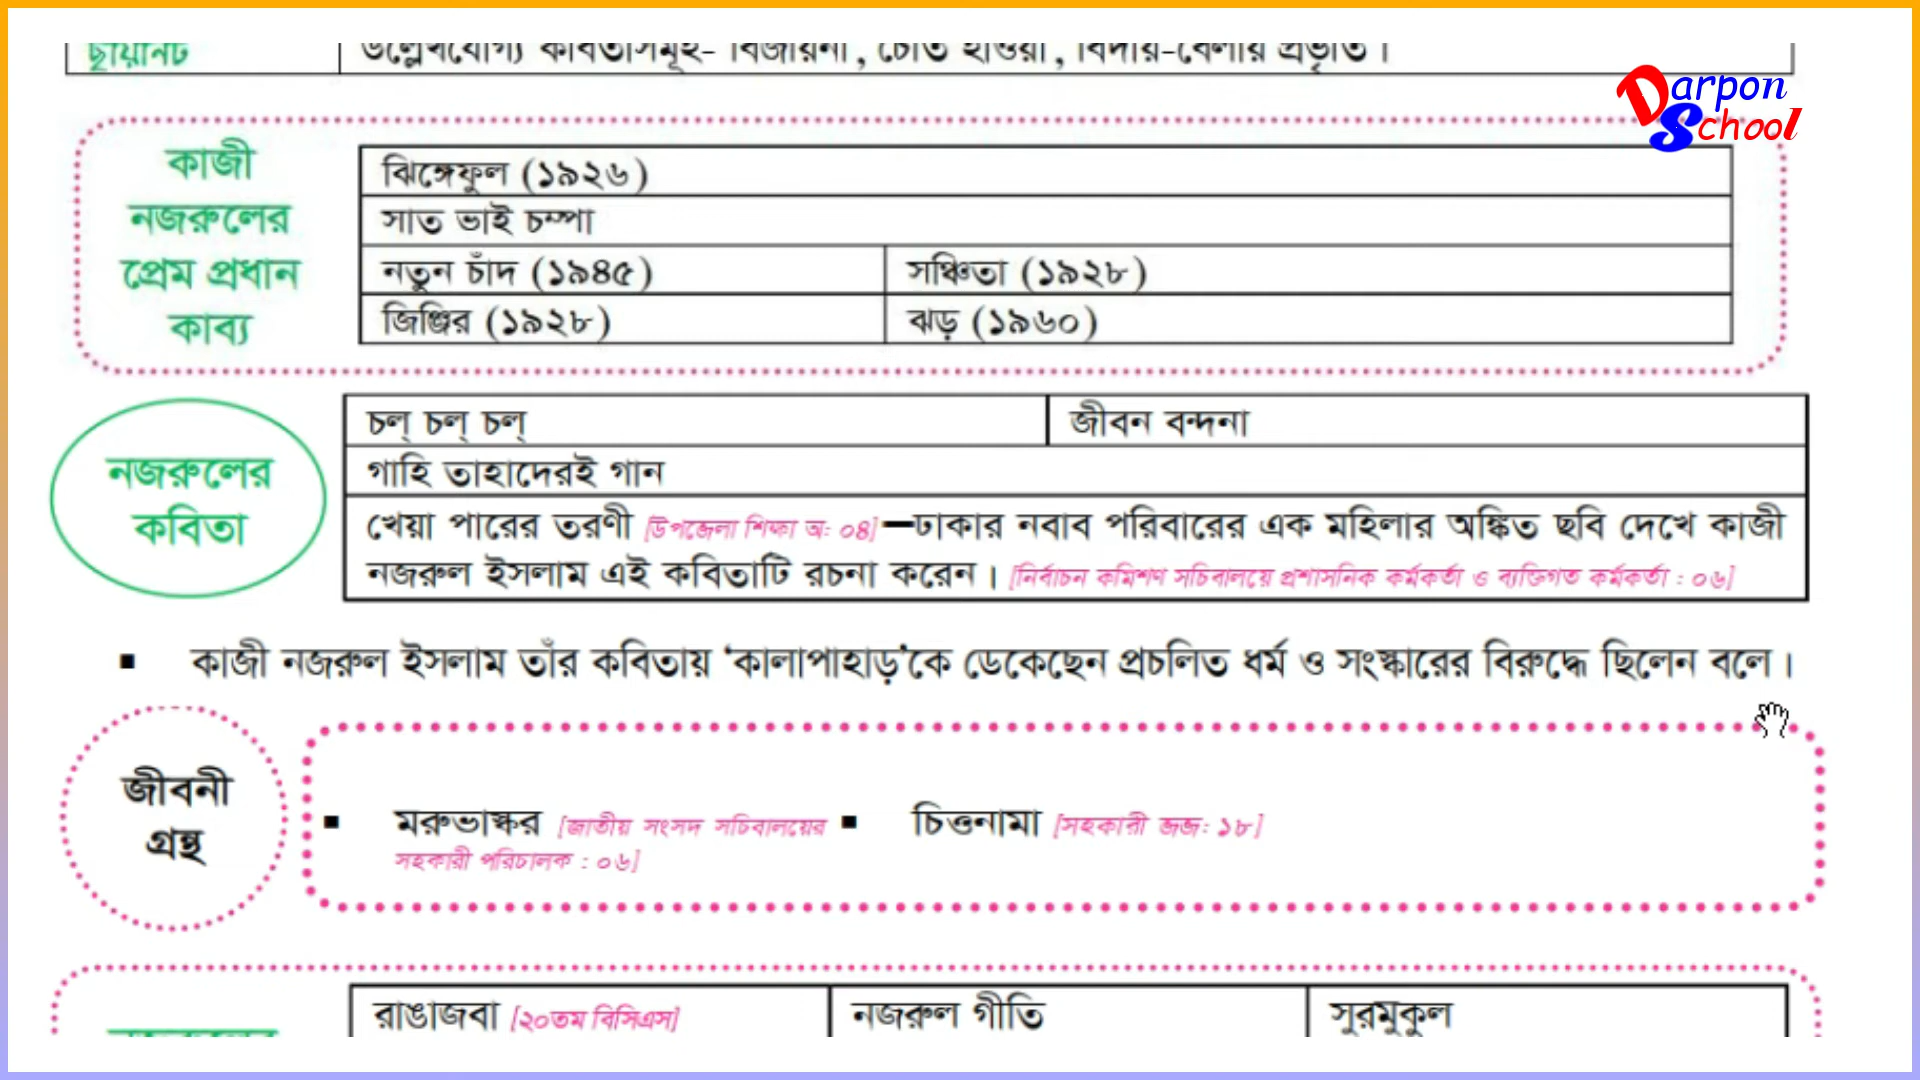 ছায়ানট
উল্লেখযোগ্য কবিতাসমূহ- বিজয়িনী, চৈতি হাওয়া, বিদায়-বেলায় প্রভৃতি।
Darpon
School
কাজী
নজরুলের
প্রেম প্রধান
কাব্য
ঝিঙ্গেফুল (১৯২৬)
সাত ভাই চম্পা
নতুন চাঁদ (১৯৪৫) সঞ্চিতা (১৯২৮)
জিঞ্জির (১৯২৮) ঝড় (১৯৬০)
নজরুলের
কবিতা
চল্ চল্ চল্ জীবন বন্দনা
গাহি তাহাদেরই গান
খেয়া পারের তরণী [উপজেলা শিক্ষা অ: ০৪]—ঢাকার নবাব পরিবারের এক মহিলার অঙ্কিত ছবি দেখে কাজী
নজরুল ইসলাম এই কবিতাটি রচনা করেন। [নির্বাচন কমিশণ সচিবালয়ে প্রশাসনিক কর্মকর্তা ও ব্যক্তিগত কর্মকর্তা : ০৬]
▪ কাজী নজরুল ইসলাম তাঁর কবিতায় ‘কালাপাহাড়’কে ডেকেছেন প্রচলিত ধর্ম ও সংস্কারের বিরুদ্ধে ছিলেন বলে।
জীবনী
গ্রন্থ
▪ মরুভাস্কর [জাতীয় সংসদ সচিবালয়ের ▪ চিত্তনামা [সহকারী জজ: ১৮]
সহকারী পরিচালক : ০৬]
রাঙাজবা [২০তম বিসিএস] নজরুল গীতি সুরমুকুল